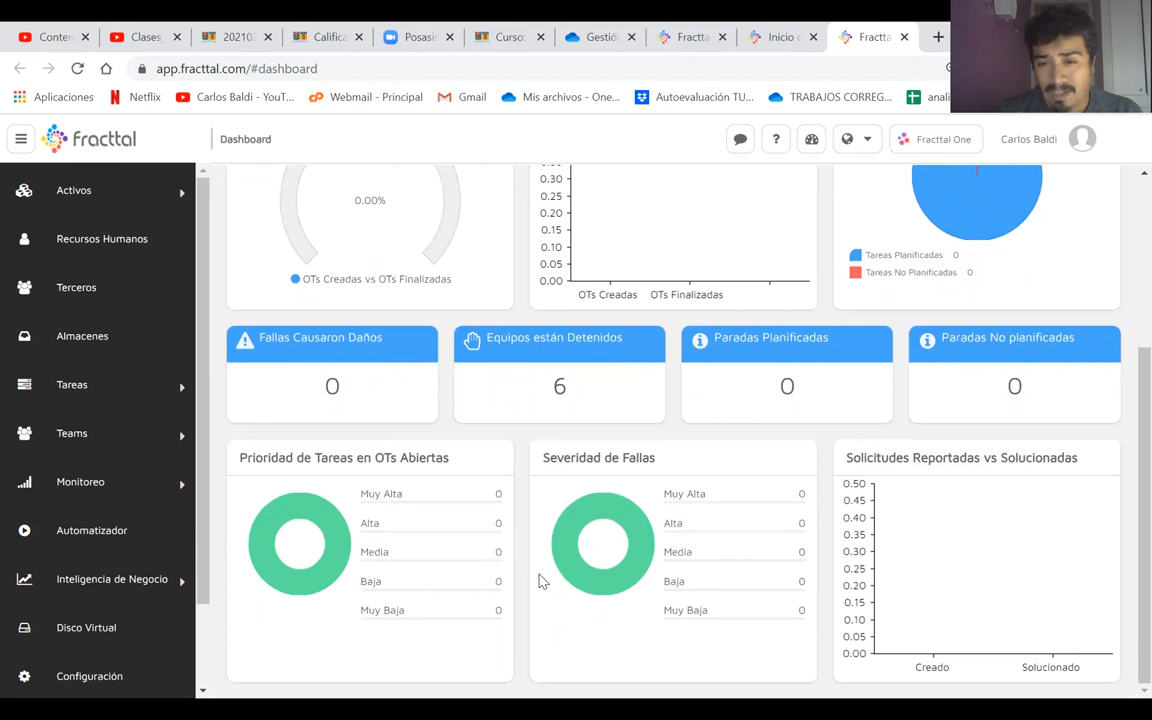 Conten
Clases_
202102
Califica
Posasis
Curso:
Gestió
Fractt
Inicio
Fractta
app.fracttal.com/#dashboard
Aplicaciones
Netflix
Carlos Baldi - YouT...
Webmail - Principal
Gmail
Mis archivos - One...
Autoevaluación TU...
TRABAJOS CORREG...
anali
fracttal
Dashboard
?
Fracttal One
Carlos Baldi
Activos
Recursos Humanos
Terceros
Almacenes
Tareas
Teams
Monitoreo
Automatizador
Inteligencia de Negocio
Disco Virtual
Configuración
0.00%
OTs Creadas vs OTs Finalizadas
0.30
0.25
0.20
0.15
0.10
0.05
0.00
OTs Creadas OTs Finalizadas
Tareas Planificadas 0
Tareas No Planificadas 0
Fallas Causaron Daños
0
Equipos están Detenidos
6
Paradas Planificadas
0
Paradas No planificadas
0
Prioridad de Tareas en OTs Abiertas
Muy Alta 0
Alta 0
Media 0
Baja 0
Muy Baja 0
Severidad de Fallas
Muy Alta 0
Alta 0
Media 0
Baja 0
Muy Baja 0
Solicitudes Reportadas vs Solucionadas
0.50
0.45
0.40
0.35
0.30
0.25
0.20
0.15
0.10
0.05
0.00
Creado Solucionado